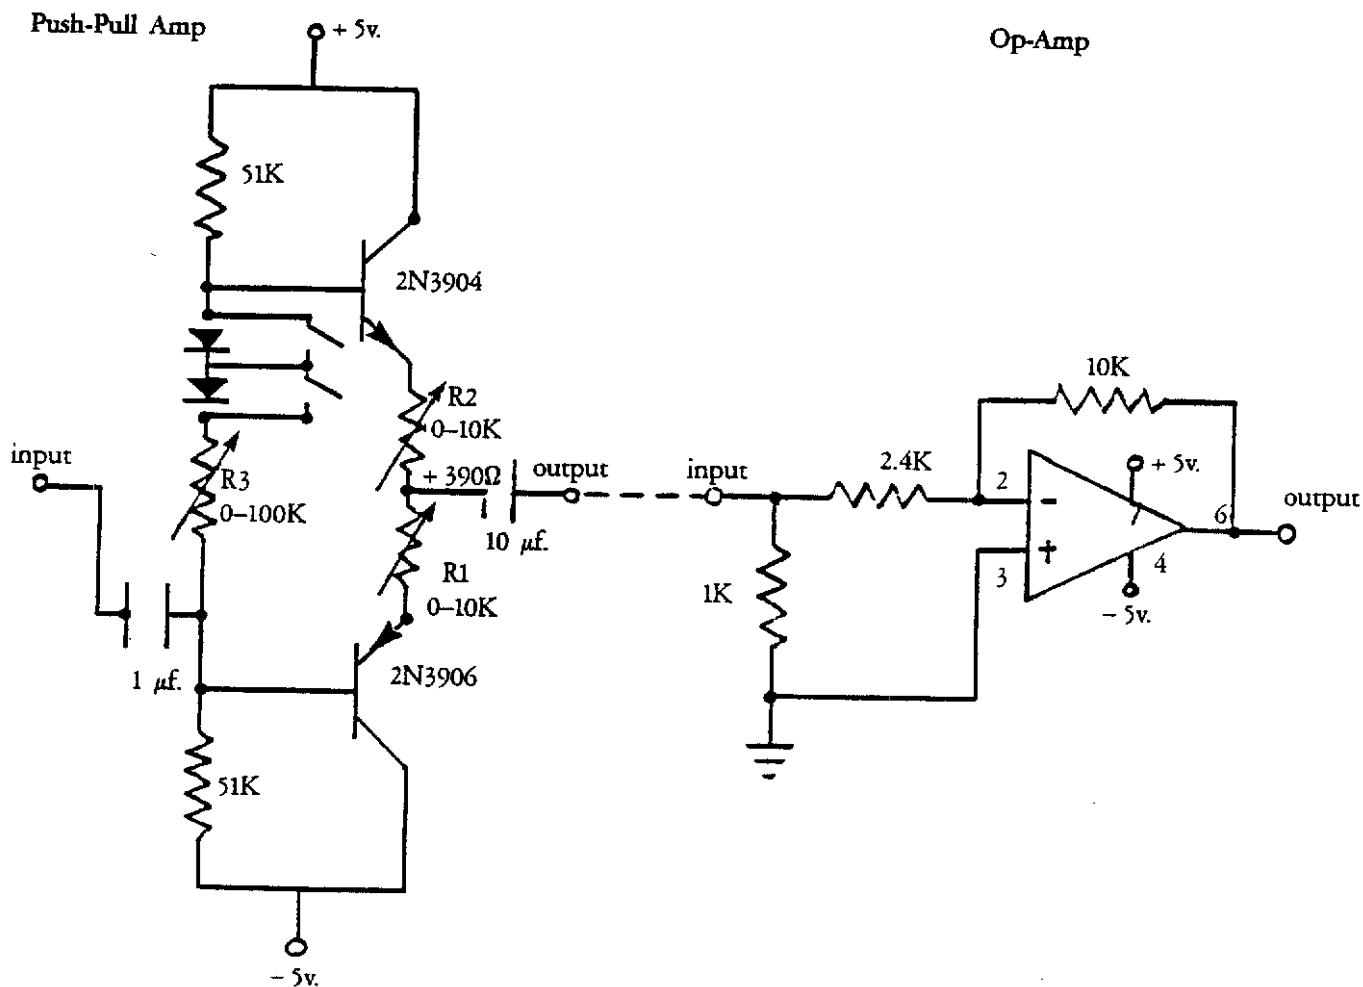 Push-Pull Amp
+ 5v.
Op-Amp
51K
2N3904
R2
0–10K
10K
input
R3
0–100K
+ 390Ω
output
input
2.4K
2
−
+ 5v.
6
output
10 μf.
R1
0–10K
1K
3
+
4
− 5v.
1 μf.
2N3906
51K
− 5v.